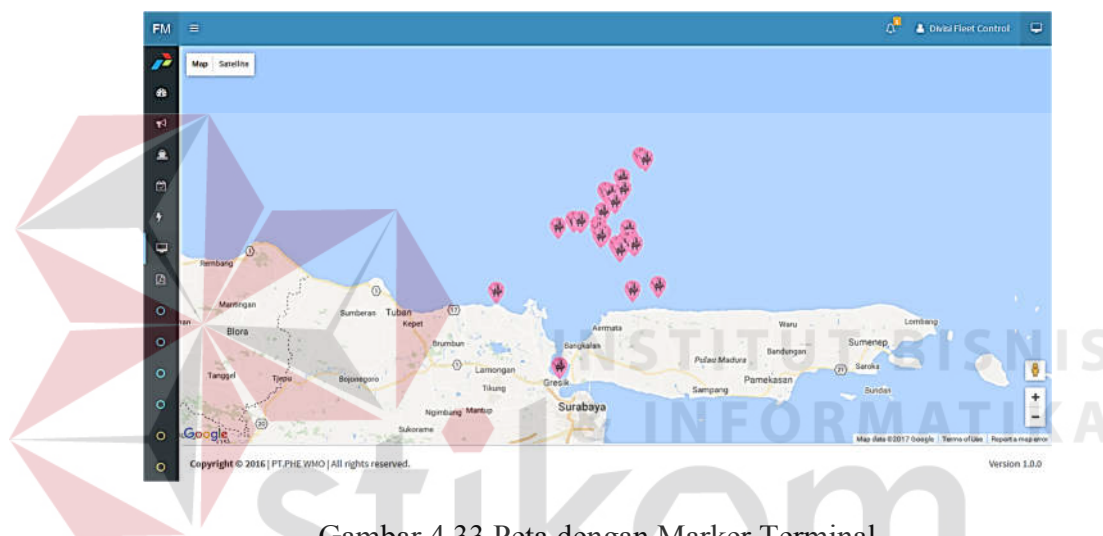 FM
Divisi Fleet Control
Map Satellite
Rembang
Mantingan
Blora
Sumberan
Tuban
Kepet
Brumbun
Tanggel
Tjepu
Bojonegoro
Lamongan
Tikung
Ngimbang
Mantup
Sukorame
Gresik
Surabaya
Bangkalan
Aermata
Pulau Madura
Sampang
Waru
Bandungan
Pamekasan
Lombang
Sumenep
Saroka
Bundan
Google
Map data ©2017 Google Terms of Use Report a map error
Copyright © 2016 | PT.PHE WMO | All rights reserved.
Version 1.0.0
INSTITUT BISNIS
& INFORMATIKA
stikom
Gambar 4.33 Peta dengan Marker Terminal